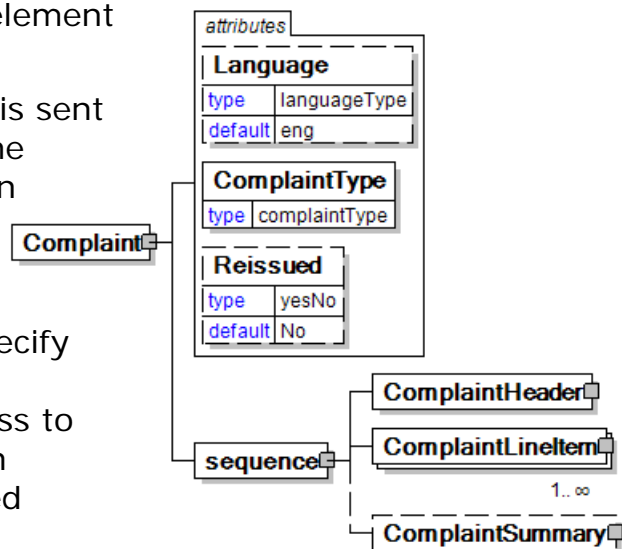 element
is sent
ne
n
ecify
ss to
n
ed
attributes
Language
type languageType
default eng
ComplaintType
type complaintType
Reissued
type yesNo
default No
Complaint
sequence
ComplaintHeader
ComplaintLineItem
1.. ∞
ComplaintSummary